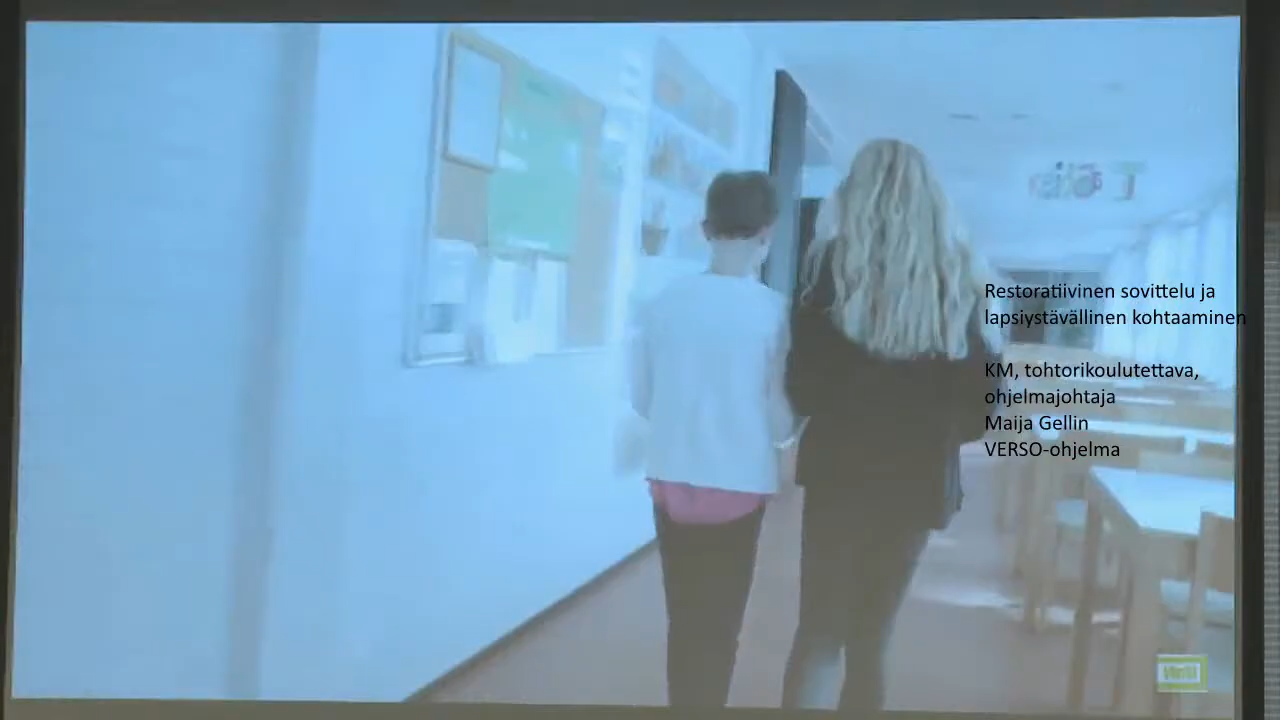 Restoratiivinen sovittelu ja
lapsiystävällinen kohtaaminen
KM, tohtorikoulutettava,
ohjelmajohtaja
Maija Gellin
VERSO-ohjelma